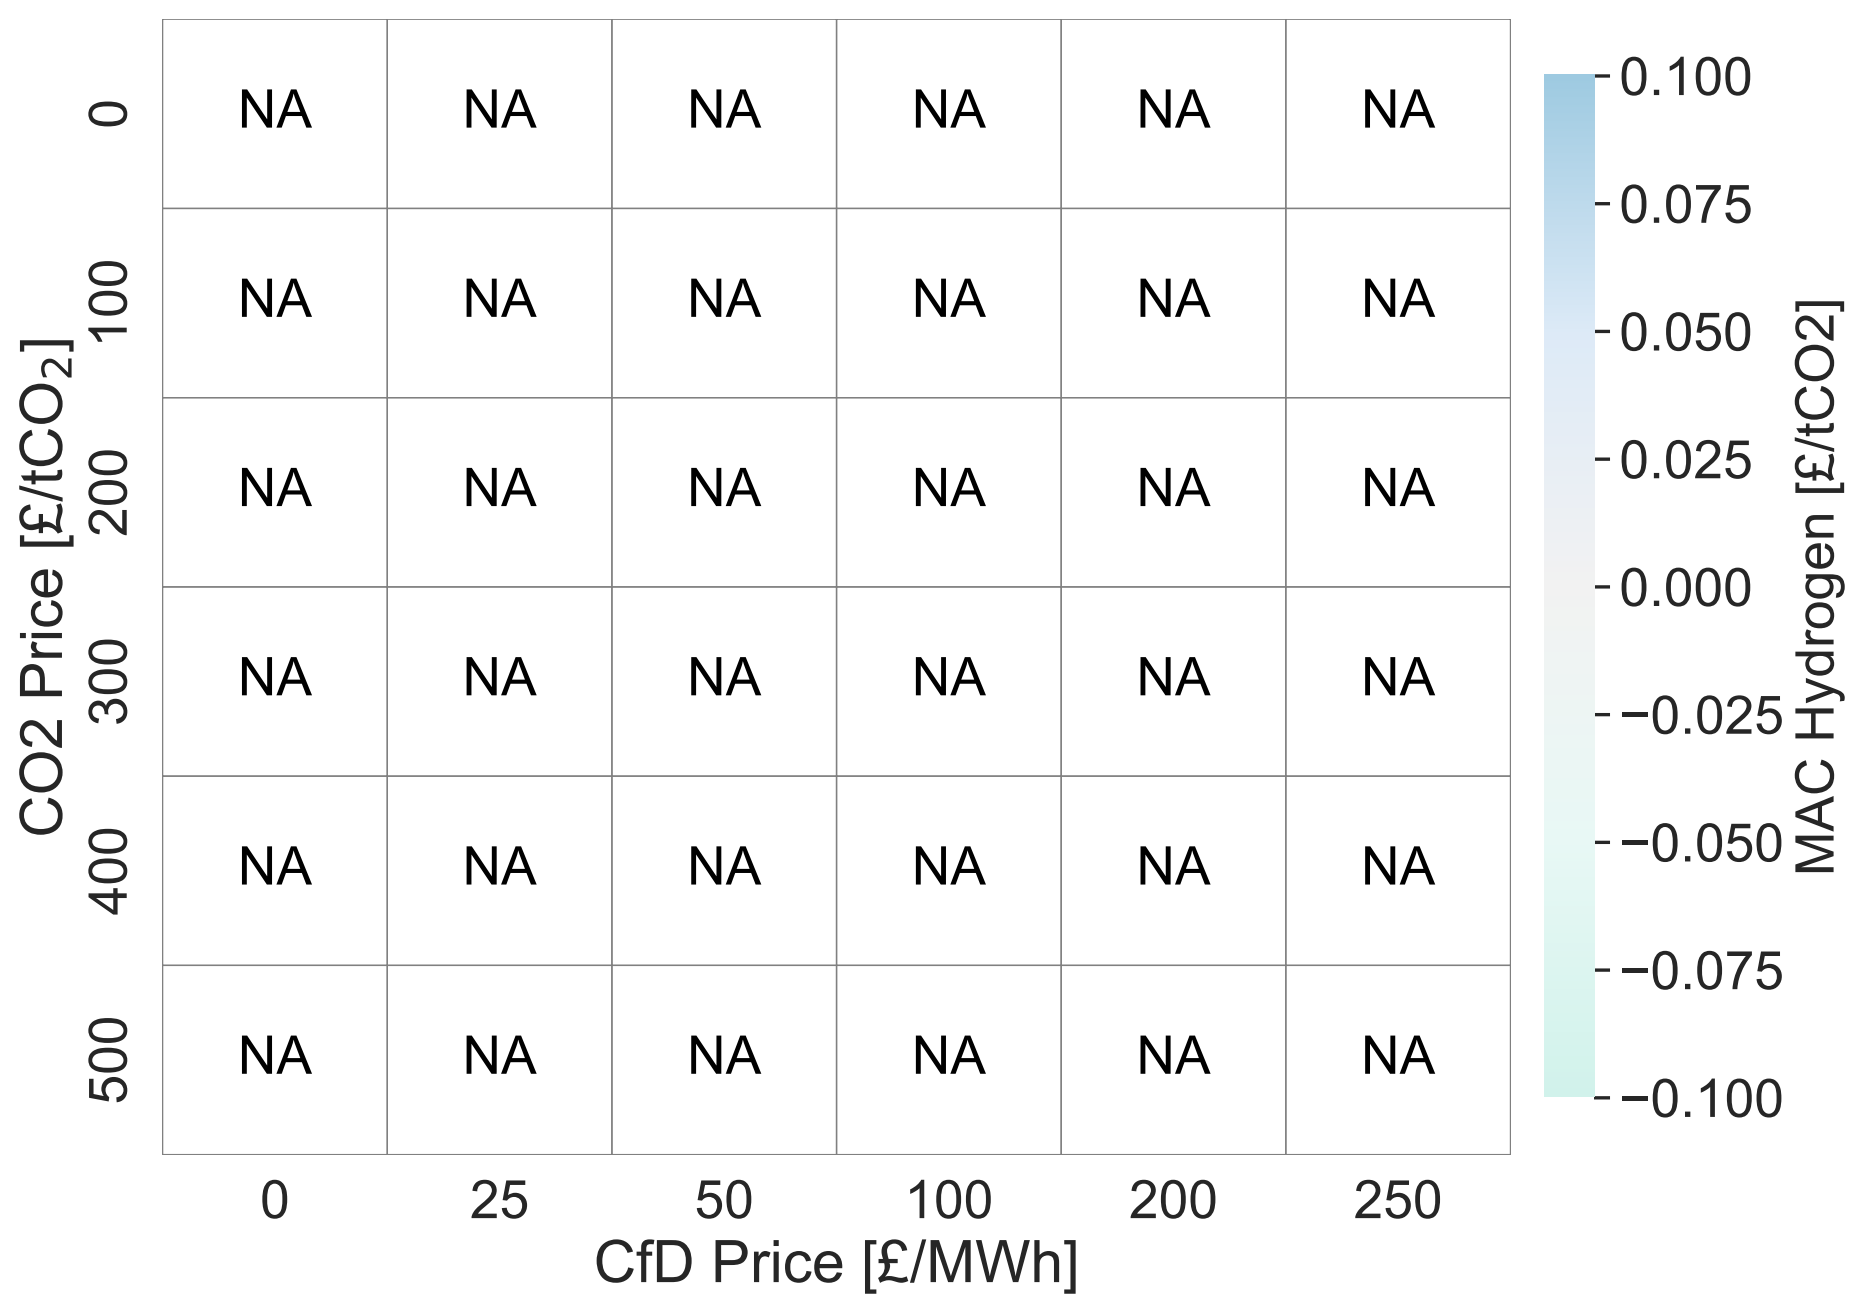 CO2 Price [£/tCO₂]
0 NA NA NA NA NA NA
100 NA NA NA NA NA NA
200 NA NA NA NA NA NA
300 NA NA NA NA NA NA
400 NA NA NA NA NA NA
500 NA NA NA NA NA NA
0 25 50 100 200 250
CfD Price [£/MWh]
0.100
0.075
0.050
0.025
0.000
−0.025
−0.050
−0.075
−0.100
MAC Hydrogen [£/tCO2]